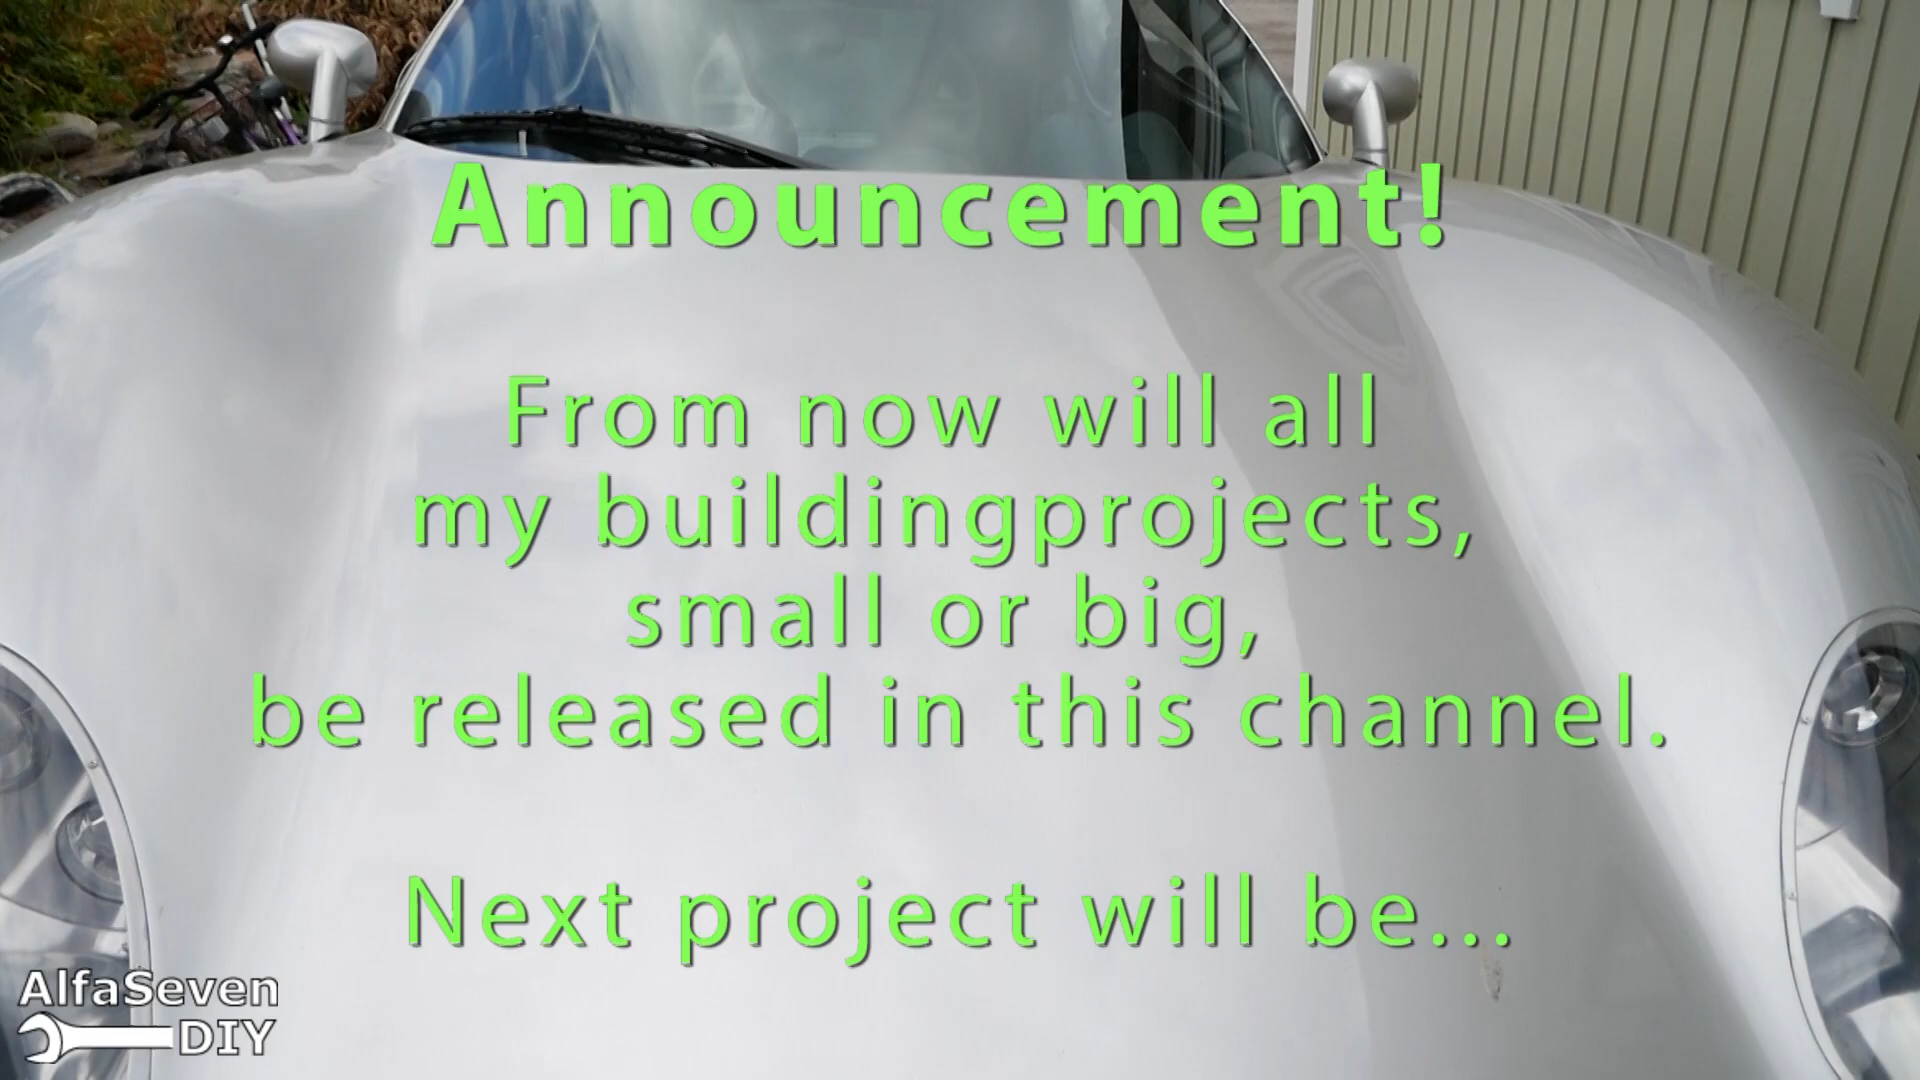 Announcement!
From now will all
my buildingprojects,
small or big,
be released in this channel.
Next project will be...
AlfaSeven
DIY